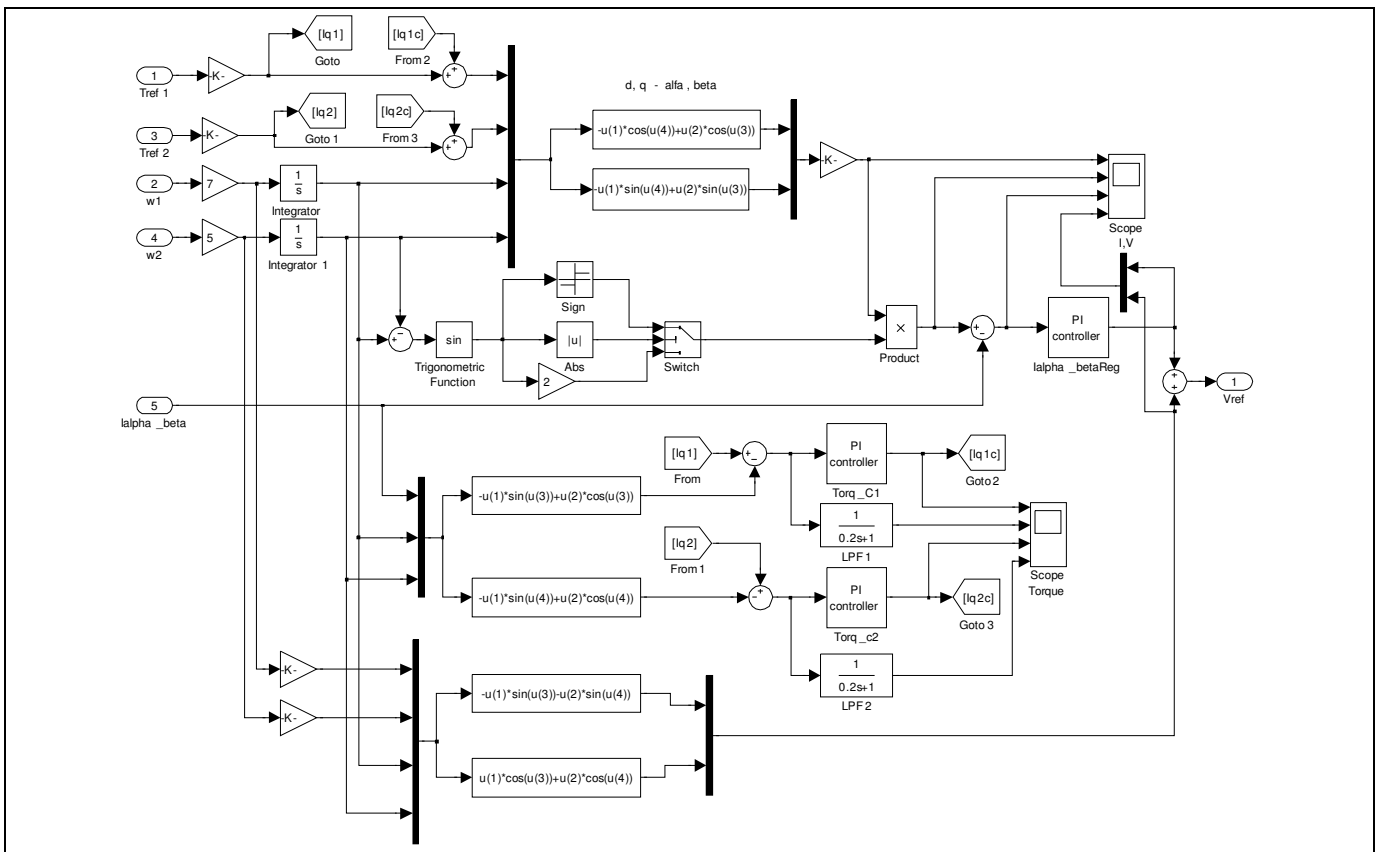 [Iq1]
Goto
[Iq1c]
From 2
1
Tref 1
-K-
+
+
d, q - alfa , beta
[Iq2]
Goto 1
[Iq2c]
From 3
3
Tref 2
-K-
+
+
-u(1)*cos(u(4))+u(2)*cos(u(3))
-K-
2
w1
7
1
s
Integrator
-u(1)*sin(u(4))+u(2)*sin(u(3))
Scope
I,V
4
w2
5
1
s
Integrator 1
Sign
+
−
sin
Trigonometric
Function
|u|
Abs
2
Switch
×
Product
+
−
PI
controller
Ialpha _betaReg
+
+
1
Vref
5
Ialpha _beta
[Iq1]
From
+
−
PI
controller
Torq _C1
[Iq1c]
Goto 2
-u(1)*sin(u(3))+u(2)*cos(u(3))
1
0.2s+1
LPF 1
Scope
Torque
[Iq2]
From 1
-u(1)*sin(u(4))+u(2)*cos(u(4))
−
+
PI
controller
Torq _c2
[Iq2c]
Goto 3
1
0.2s+1
LPF 2
-K-
-K-
-u(1)*sin(u(3))-u(2)*sin(u(4))
u(1)*cos(u(3))+u(2)*cos(u(4))